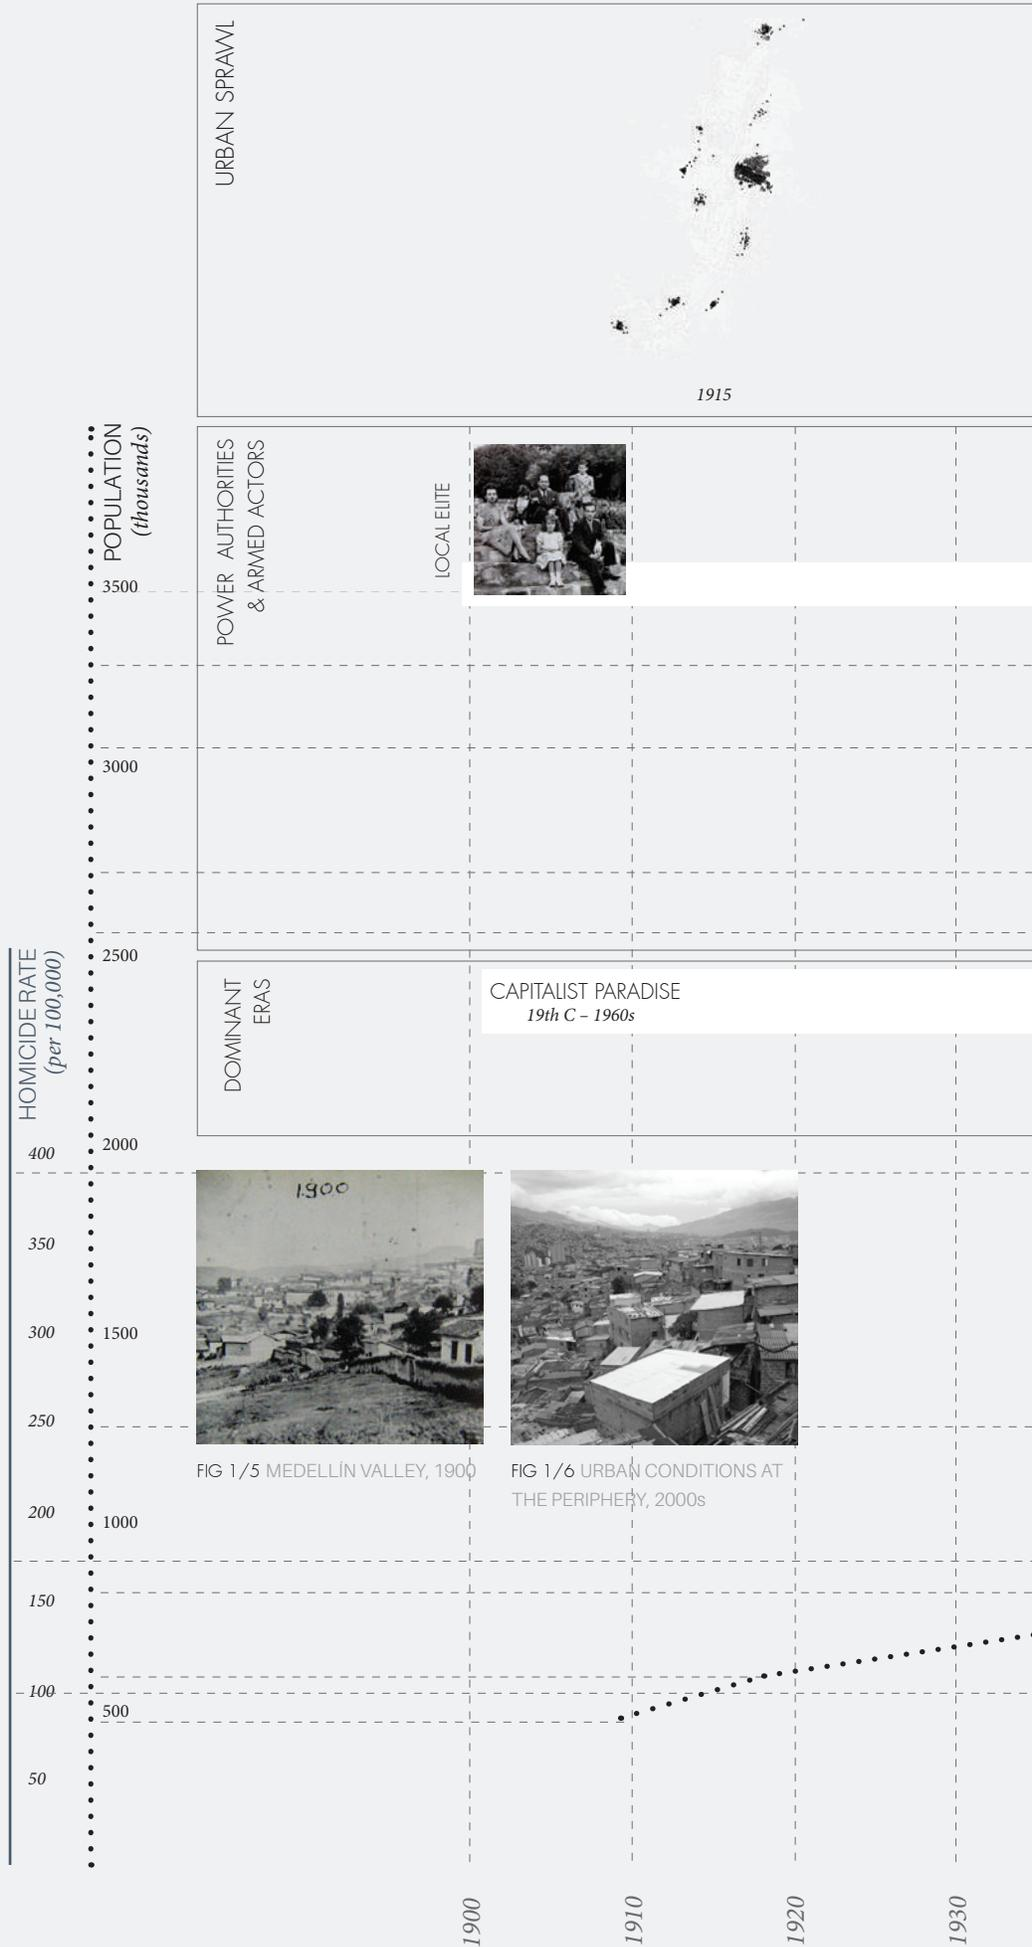 URBAN SPRAWL
1915
POPULATION
(thousands)
POWER AUTHORITIES
& ARMED ACTORS
LOCAL ELITE
3500
3000
2500
HOMICIDE RATE
(per 100,000)
DOMINANT
ERAS
CAPITALIST PARADISE
19th C – 1960s
2000
400
1900
350
300
1500
250
FIG 1/5 MEDELLÍN VALLEY, 1900
FIG 1/6 URBAN CONDITIONS AT
THE PERIPHERY, 2000s
200
1000
150
100
500
50
1900
1910
1920
1930